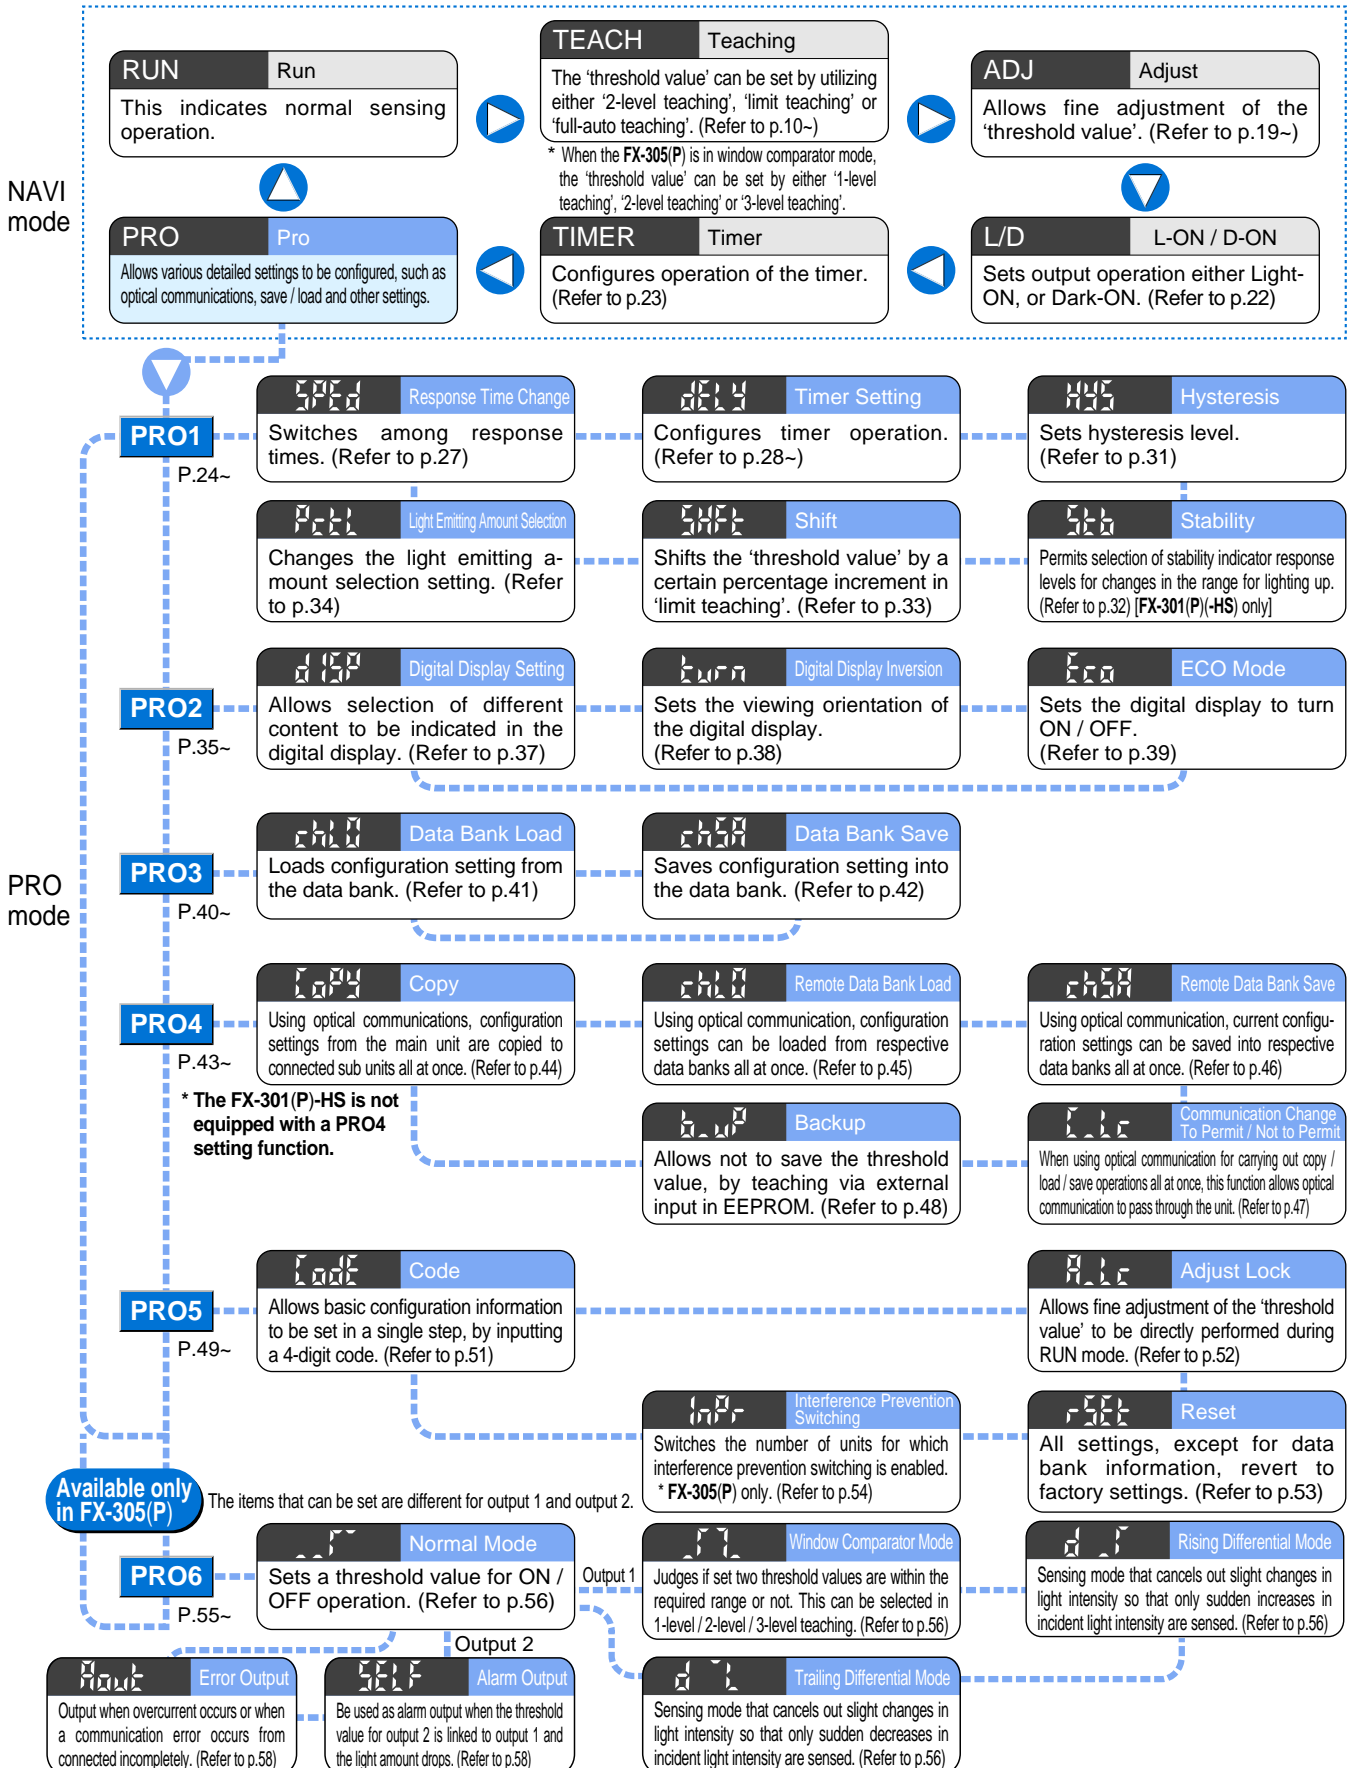 NAVI
mode
RUN
Run
This indicates normal sensing
operation.
TEACH
Teaching
The ‘threshold value’ can be set by utilizing
either ‘2-level teaching’, ‘limit teaching’ or
‘full-auto teaching’. (Refer to p.10~)
* When the FX-305(P) is in window comparator mode,
the ‘threshold value’ can be set by either ‘1-level
teaching’, ‘2-level teaching’ or ‘3-level teaching’.
ADJ
Adjust
Allows fine adjustment of the
‘threshold value’. (Refer to p.19~)
PRO
Pro
Allows various detailed settings to be configured, such as
optical communications, save / load and other settings.
TIMER
Timer
Configures operation of the timer.
(Refer to p.23)
L/D
L-ON / D-ON
Sets output operation either Light-
ON, or Dark-ON. (Refer to p.22)
PRO
mode
PRO1
P.24~
SPEd
Response Time Change
Switches among response
times. (Refer to p.27)
dELY
Timer Setting
Configures timer operation.
(Refer to p.28~)
HYS
Hysteresis
Sets hysteresis level.
(Refer to p.31)
PctL
Light Emitting Amount Selection
Changes the light emitting a-
mount selection setting. (Refer
to p.34)
SHFt
Shift
Shifts the ‘threshold value’ by a
certain percentage increment in
‘limit teaching’. (Refer to p.33)
Stb
Stability
Permits selection of stability indicator response
levels for changes in the range for lighting up.
(Refer to p.32) [FX-301(P)(-HS) only]
PRO2
P.35~
dISP
Digital Display Setting
Allows selection of different
content to be indicated in the
digital display. (Refer to p.37)
turn
Digital Display Inversion
Sets the viewing orientation of
the digital display.
(Refer to p.38)
Eco
ECO Mode
Sets the digital display to turn
ON / OFF.
(Refer to p.39)
PRO3
P.40~
chLO
Data Bank Load
Loads configuration setting from
the data bank. (Refer to p.41)
chSA
Data Bank Save
Saves configuration setting into
the data bank. (Refer to p.42)
PRO4
P.43~
* The FX-301(P)-HS is not
equipped with a PRO4
setting function.
CoPY
Copy
Using optical communications, configuration
settings from the main unit are copied to
connected sub units all at once. (Refer to p.44)
chLO
Remote Data Bank Load
Using optical communication, configuration
settings can be loaded from respective
data banks all at once. (Refer to p.45)
chSA
Remote Data Bank Save
Using optical communication, current configu-
ration settings can be saved into respective
data banks all at once. (Refer to p.46)
b_uP
Backup
Allows not to save the threshold
value, by teaching via external
input in EEPROM. (Refer to p.48)
C_Lc
Communication Change
To Permit / Not to Permit
When using optical communication for carrying out copy /
load / save operations all at once, this function allows optical
communication to pass through the unit. (Refer to p.47)
PRO5
P.49~
CodE
Code
Allows basic configuration information
to be set in a single step, by inputting
a 4-digit code. (Refer to p.51)
A_Lc
Adjust Lock
Allows fine adjustment of the ‘threshold
value’ to be directly performed during
RUN mode. (Refer to p.52)
InPr
Interference Prevention
Switching
Switches the number of units for which
interference prevention switching is enabled.
* FX-305(P) only. (Refer to p.54)
rSEt
Reset
All settings, except for data
bank information, revert to
factory settings. (Refer to p.53)
Available only
in FX-305(P)
The items that can be set are different for output 1 and output 2.
PRO6
P.55~
Normal Mode
Sets a threshold value for ON /
OFF operation. (Refer to p.56)
Output 1
Window Comparator Mode
Judges if set two threshold values are within the
required range or not. This can be selected in
1-level / 2-level / 3-level teaching. (Refer to p.56)
d
Rising Differential Mode
Sensing mode that cancels out slight changes in
light intensity so that only sudden increases in
incident light intensity are sensed. (Refer to p.56)
Output 2
Aout
Error Output
Output when overcurrent occurs or when
a communication error occurs from
connected incompletely. (Refer to p.58)
SELF
Alarm Output
Be used as alarm output when the threshold
value for output 2 is linked to output 1 and
the light amount drops. (Refer to p.58)
d
Trailing Differential Mode
Sensing mode that cancels out slight changes in
light intensity so that only sudden decreases in
incident light intensity are sensed. (Refer to p.56)